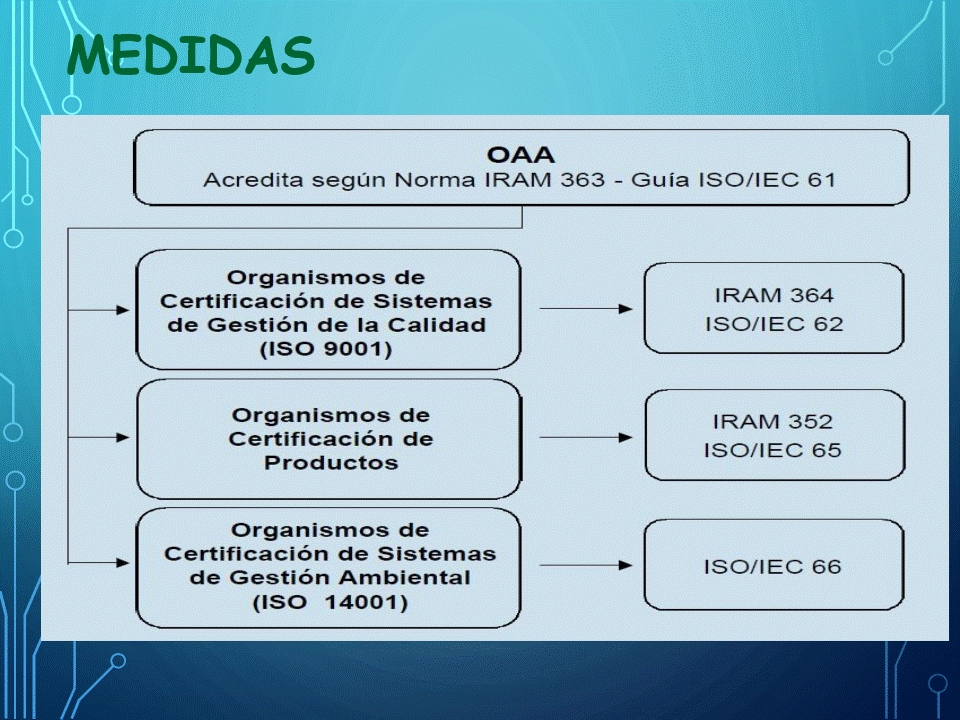 MEDIDAS
OAA
Acredita según Norma IRAM 363 - Guía ISO/IEC 61
Organismos de
Certificación de Sistemas
de Gestión de la Calidad
(ISO 9001)
IRAM 364
ISO/IEC 62
Organismos de
Certificación de
Productos
IRAM 352
ISO/IEC 65
Organismos de
Certificación de Sistemas
de Gestión Ambiental
(ISO 14001)
ISO/IEC 66